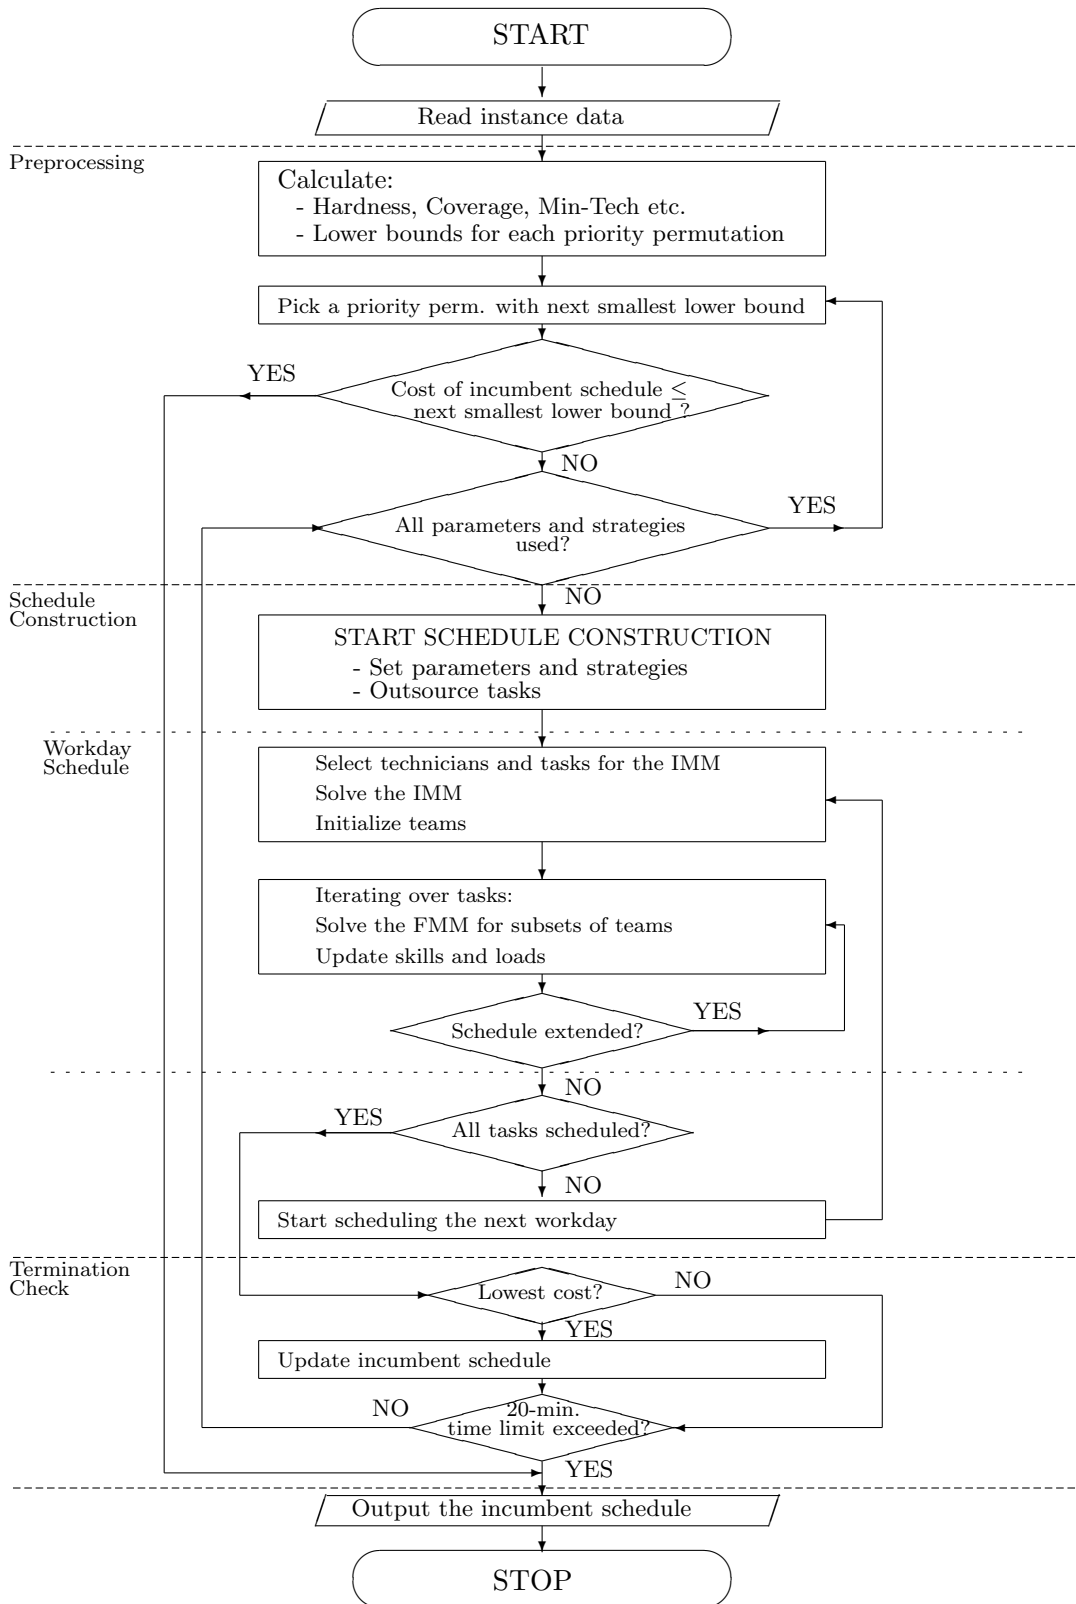 START
Read instance data
Preprocessing
Calculate:
- Hardness, Coverage, Min-Tech etc.
- Lower bounds for each priority permutation
Pick a priority perm. with next smallest lower bound
YES
Cost of incumbent schedule ≤
next smallest lower bound ?
NO
YES
All parameters and strategies
used?
NO
Schedule
Construction
START SCHEDULE CONSTRUCTION
- Set parameters and strategies
- Outsource tasks
Workday
Schedule
Select technicians and tasks for the IMM
Solve the IMM
Initialize teams
Iterating over tasks:
Solve the FMM for subsets of teams
Update skills and loads
YES
Schedule extended?
NO
YES
All tasks scheduled?
NO
Start scheduling the next workday
Termination
Check
NO
Lowest cost?
YES
Update incumbent schedule
NO
20-min.
time limit exceeded?
YES
Output the incumbent schedule
STOP